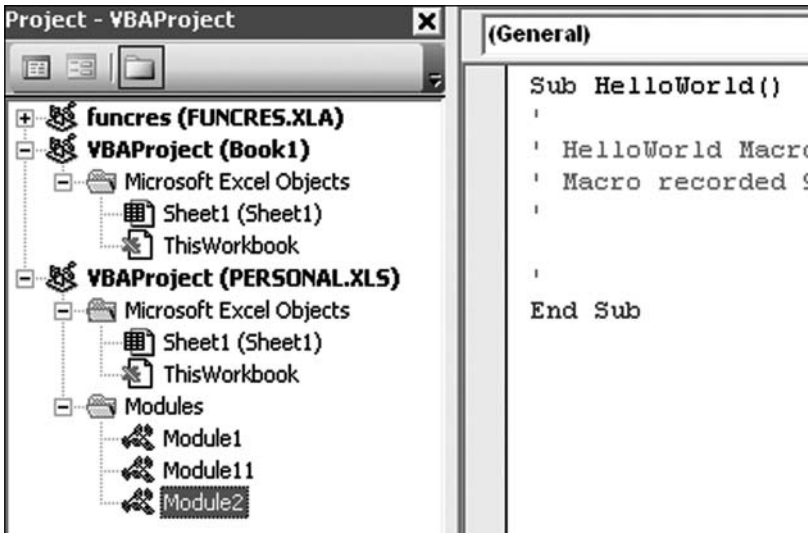 Project - VBAProject
funcres (FUNCRES.XLA)
VBAProject (Book1)
Microsoft Excel Objects
Sheet1 (Sheet1)
ThisWorkbook
VBAProject (PERSONAL.XLS)
Microsoft Excel Objects
Sheet1 (Sheet1)
ThisWorkbook
Modules
Module1
Module11
Module2
(General)
Sub HelloWorld()
'
' HelloWorld Macro
' Macro recorded
'

'
End Sub